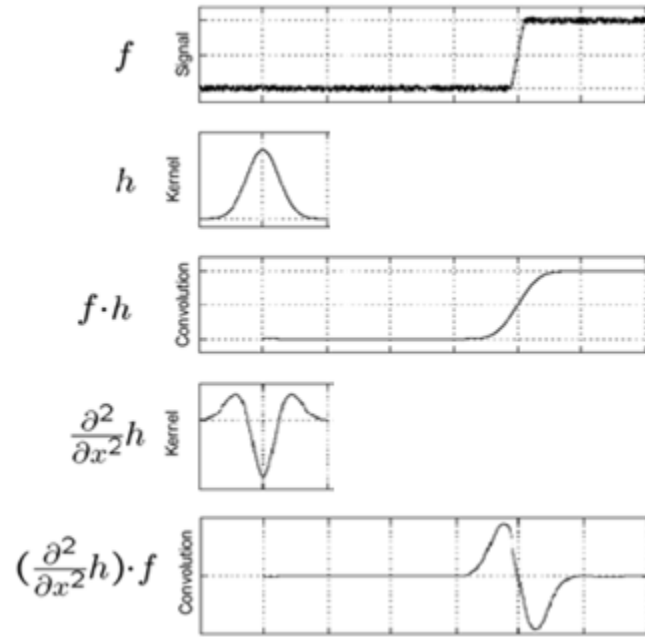 f Signal
h Kernel
f·h Convolution
∂²/∂x² h Kernel
(∂²/∂x² h)·f Convolution